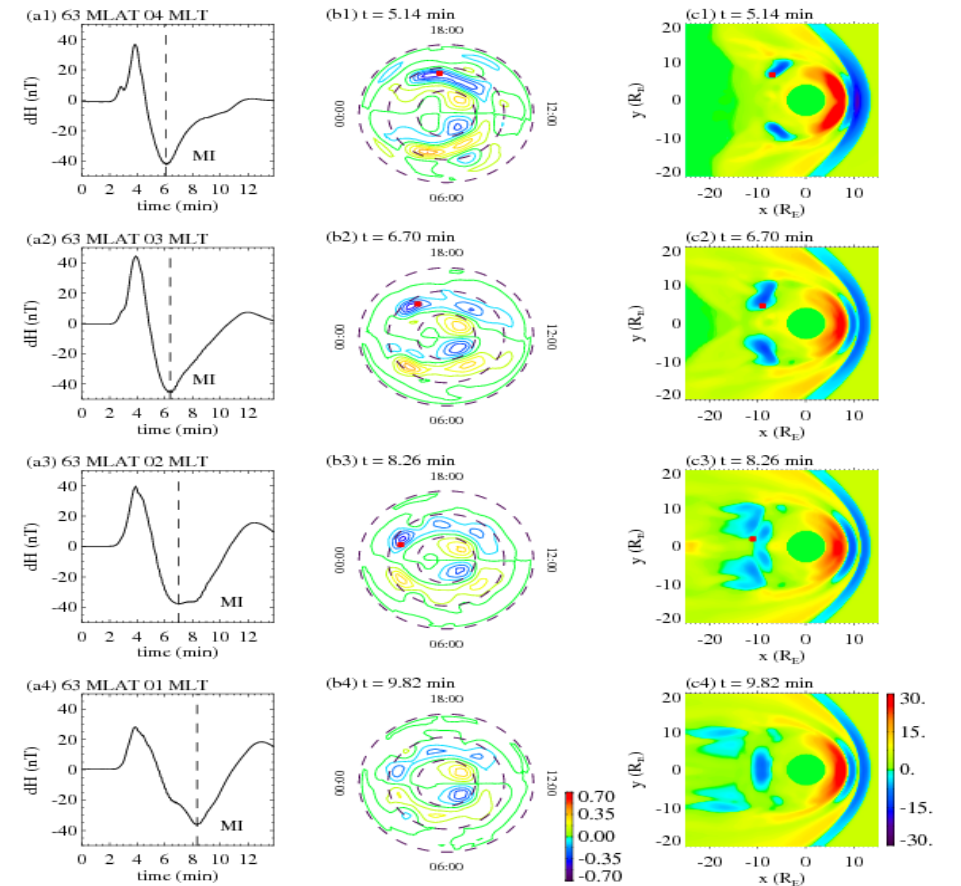 (a1) 63 MLAT 04 MLT
dH (nT)
40
20
0
-20
-40
MI
0 2 4 6 8 10 12
time (min)
(b1) t = 5.14 min
18:00
00:00
12:00
06:00
(c1) t = 5.14 min
y (RE)
20
10
0
10
20
-20 -10 0 10
x (RE)
(a2) 63 MLAT 03 MLT
dH (nT)
40
20
0
-20
-40
MI
0 2 4 6 8 10 12
time (min)
(b2) t = 6.70 min
18:00
00:00
12:00
06:00
(c2) t = 6.70 min
y (RE)
20
10
0
10
20
-20 -10 0 10
x (RE)
(a3) 63 MLAT 02 MLT
dH (nT)
40
20
0
-20
-40
MI
0 2 4 6 8 10 12
time (min)
(b3) t = 8.26 min
18:00
00:00
12:00
06:00
(c3) t = 8.26 min
y (RE)
20
10
0
10
20
-20 -10 0 10
x (RE)
(a4) 63 MLAT 01 MLT
dH (nT)
40
20
0
-20
-40
MI
0 2 4 6 8 10 12
time (min)
(b4) t = 9.82 min
18:00
00:00
12:00
06:00
0.70
0.35
0.00
-0.35
-0.70
(c4) t = 9.82 min
y (RE)
20
10
0
10
20
-20 -10 0 10
x (RE)
30.
15.
0.
-15.
-30.